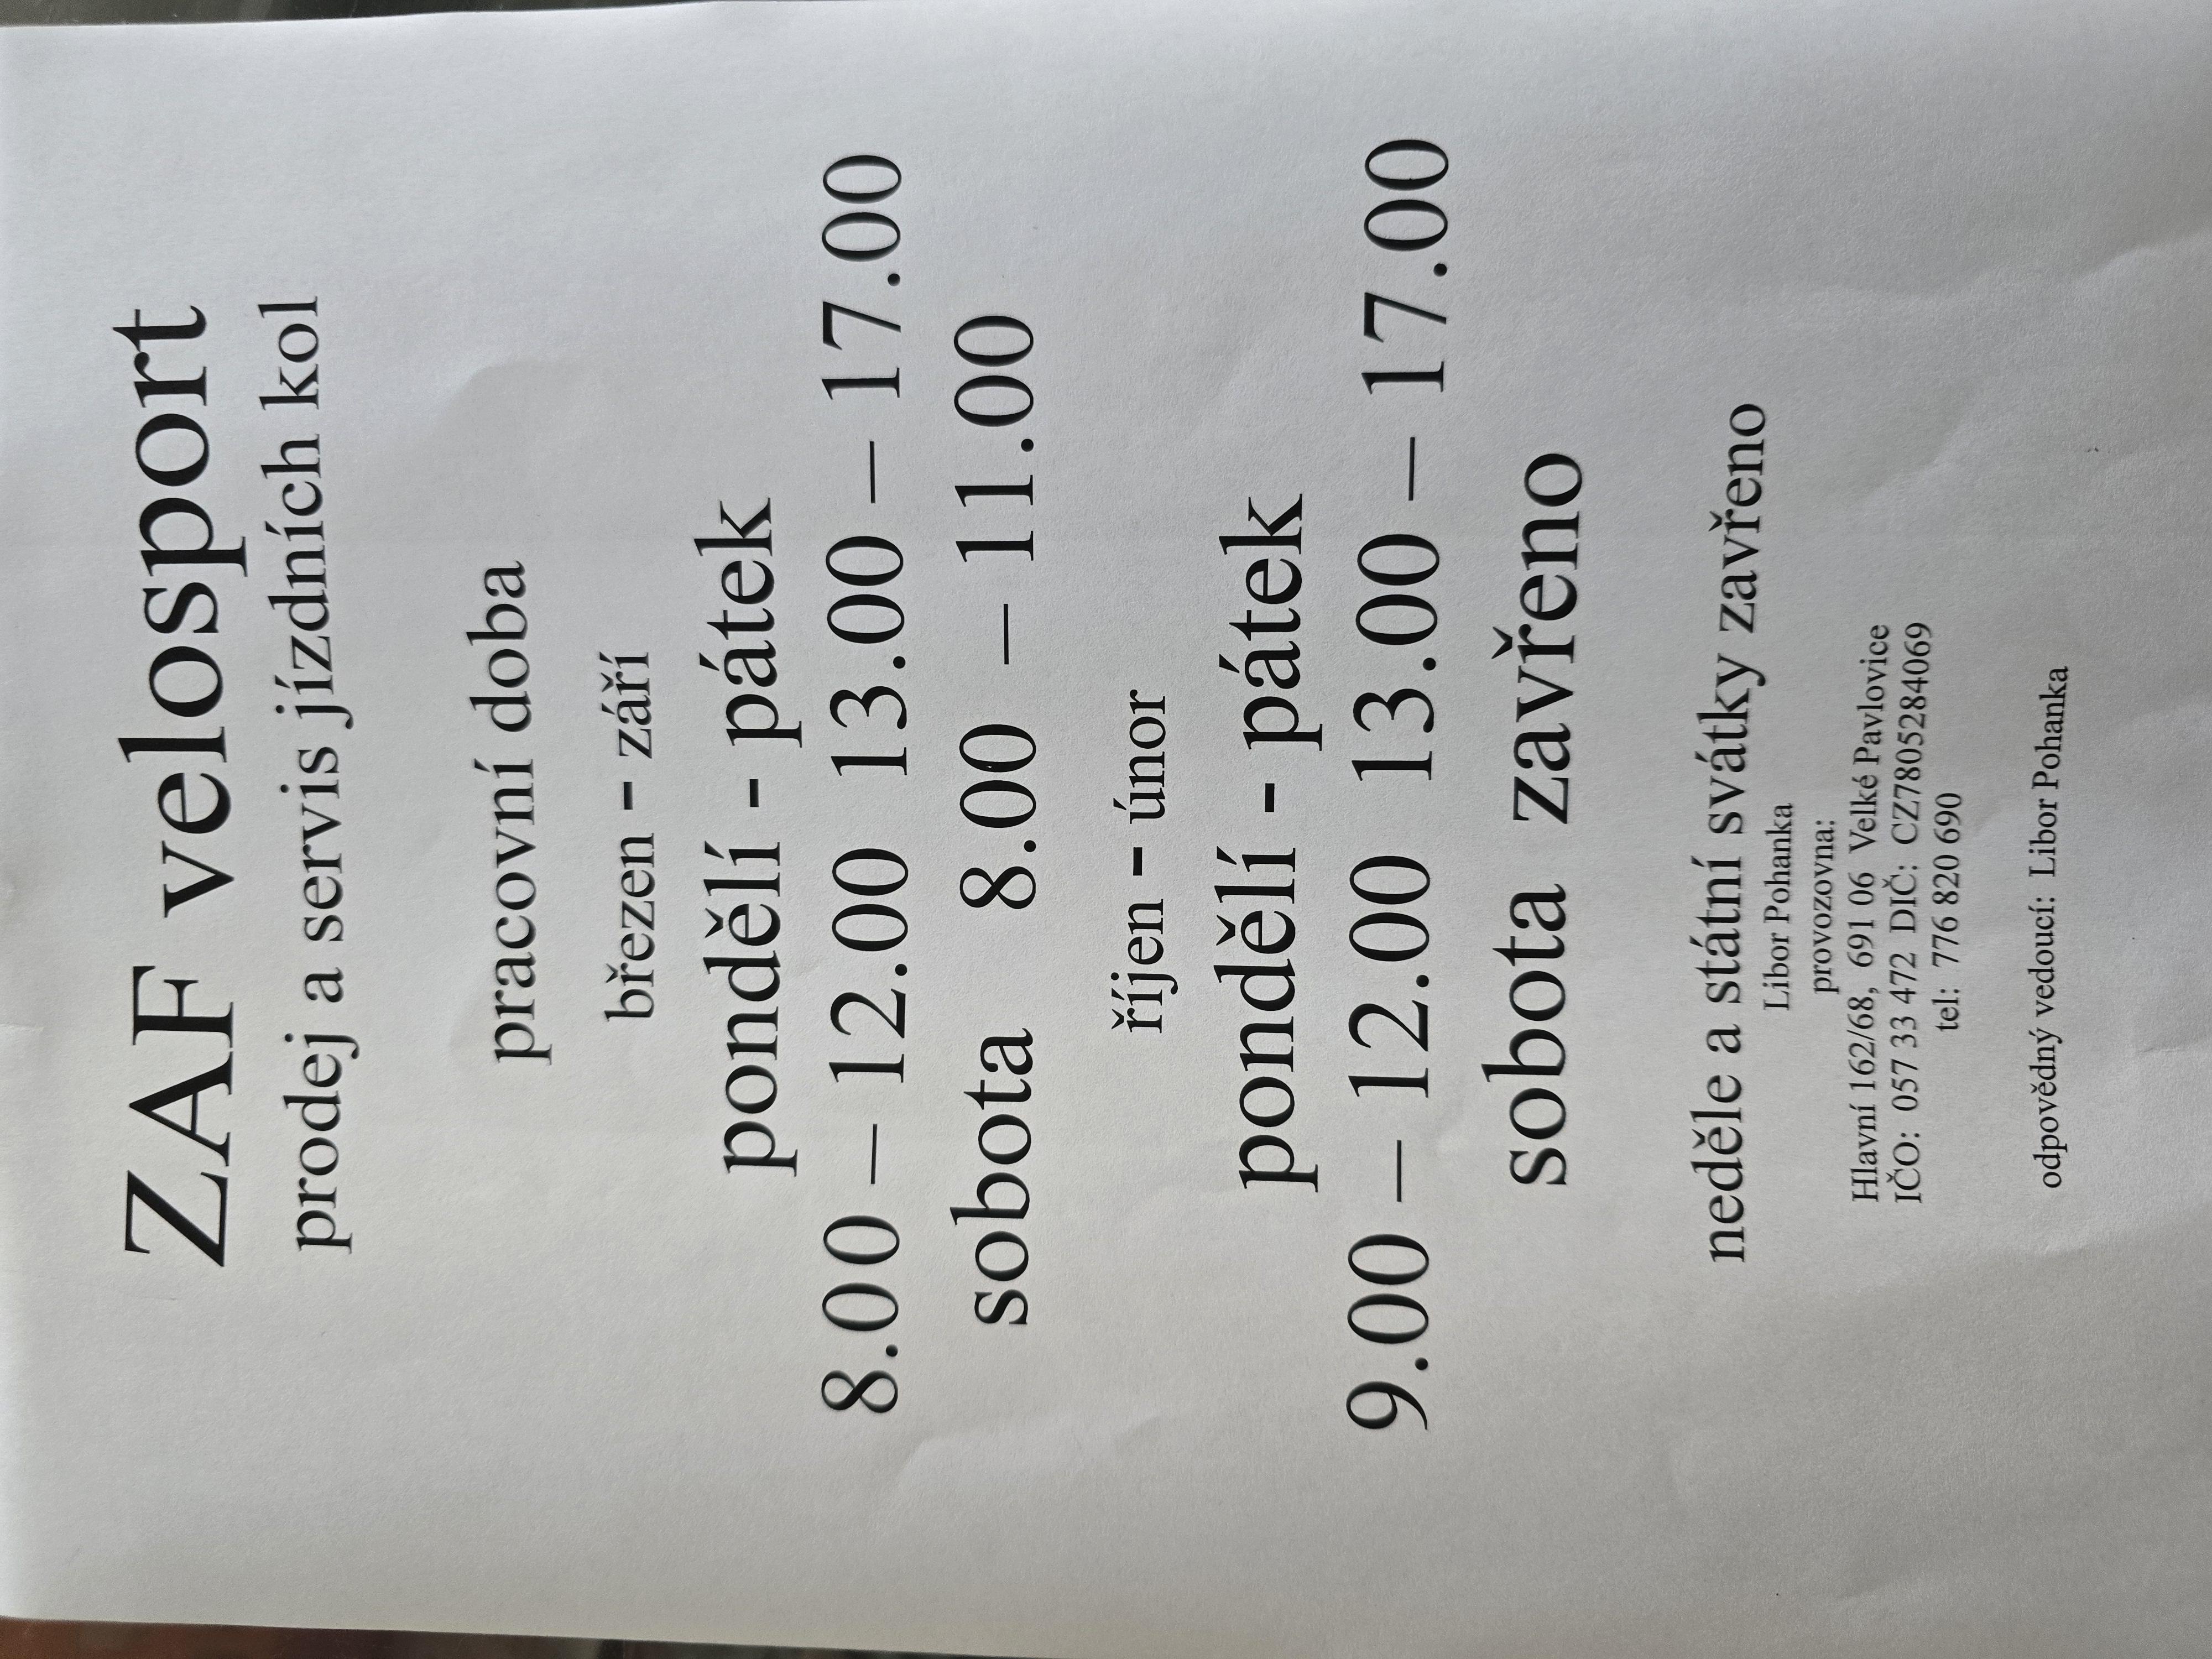 ZAF velosport
prodej a servis jízdních kol
pracovní doba
březen - září
pondělí - pátek
8.00 – 12.00 13.00 – 17.00
sobota 8.00 – 11.00
říjen - únor
pondělí - pátek
9.00 – 12.00 13.00 – 17.00
sobota zavřeno
neděle a státní svátky zavřeno
Libor Pohanka
provozovna:
Hlavní 162/68, 691 06 Velké Pavlovice
IČO: 057 33 472 DIČ: CZ7805284069
tel: 776 820 690
odpovědný vedoucí: Libor Pohanka